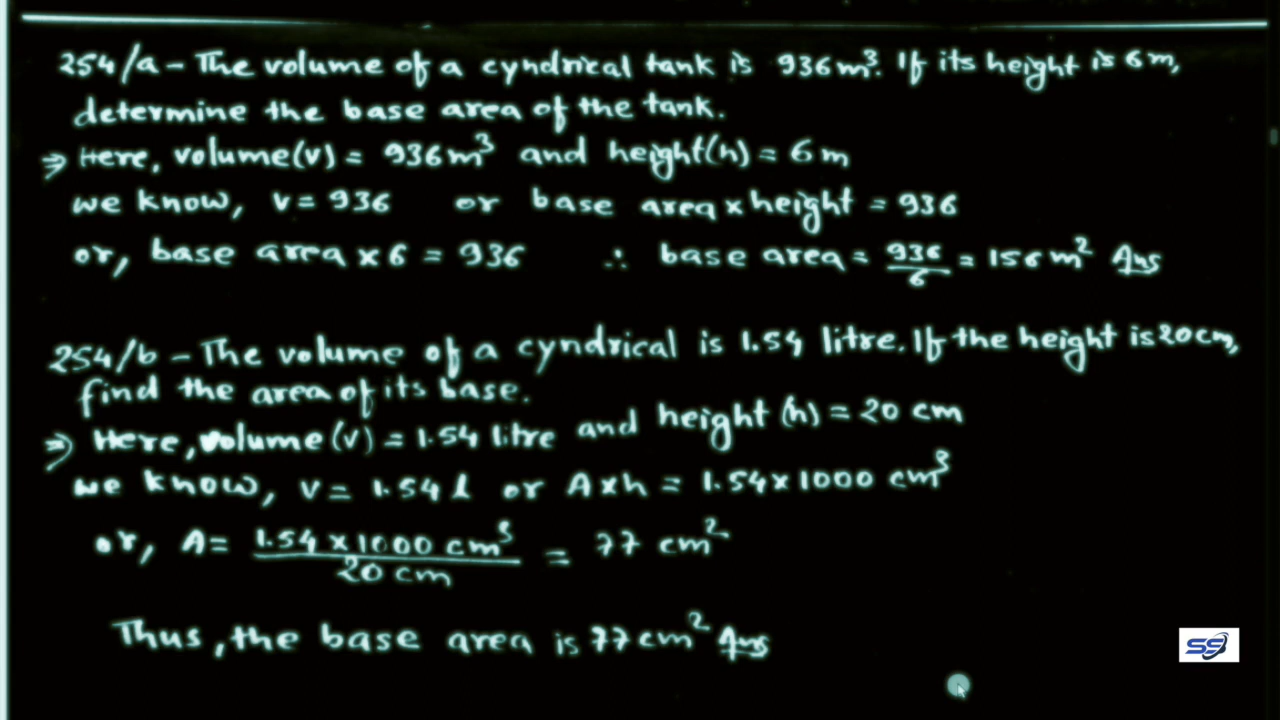 254/a - The volume of a cyndrical tank is 936m³. If its height is 6m,
determine the base area of the tank.
⇒ Here, volume(v) = 936m³ and height(h) = 6m
we know, v = 936 or base area x height = 936
or, base area x 6 = 936 ∴ base area = 936/6 = 156 m² Ans
254/b - The volume of a cyndrical is 1.54 litre. If the height is 20cm,
find the area of its base.
⇒ Here, volume (v) = 1.54 litre and height (h) = 20 cm
we know, v = 1.54 l or A x h = 1.54 x 1000 cm³
or, A = 1.54 x 1000 cm³ / 20 cm = 77 cm²
Thus, the base area is 77 cm² Ans
SS